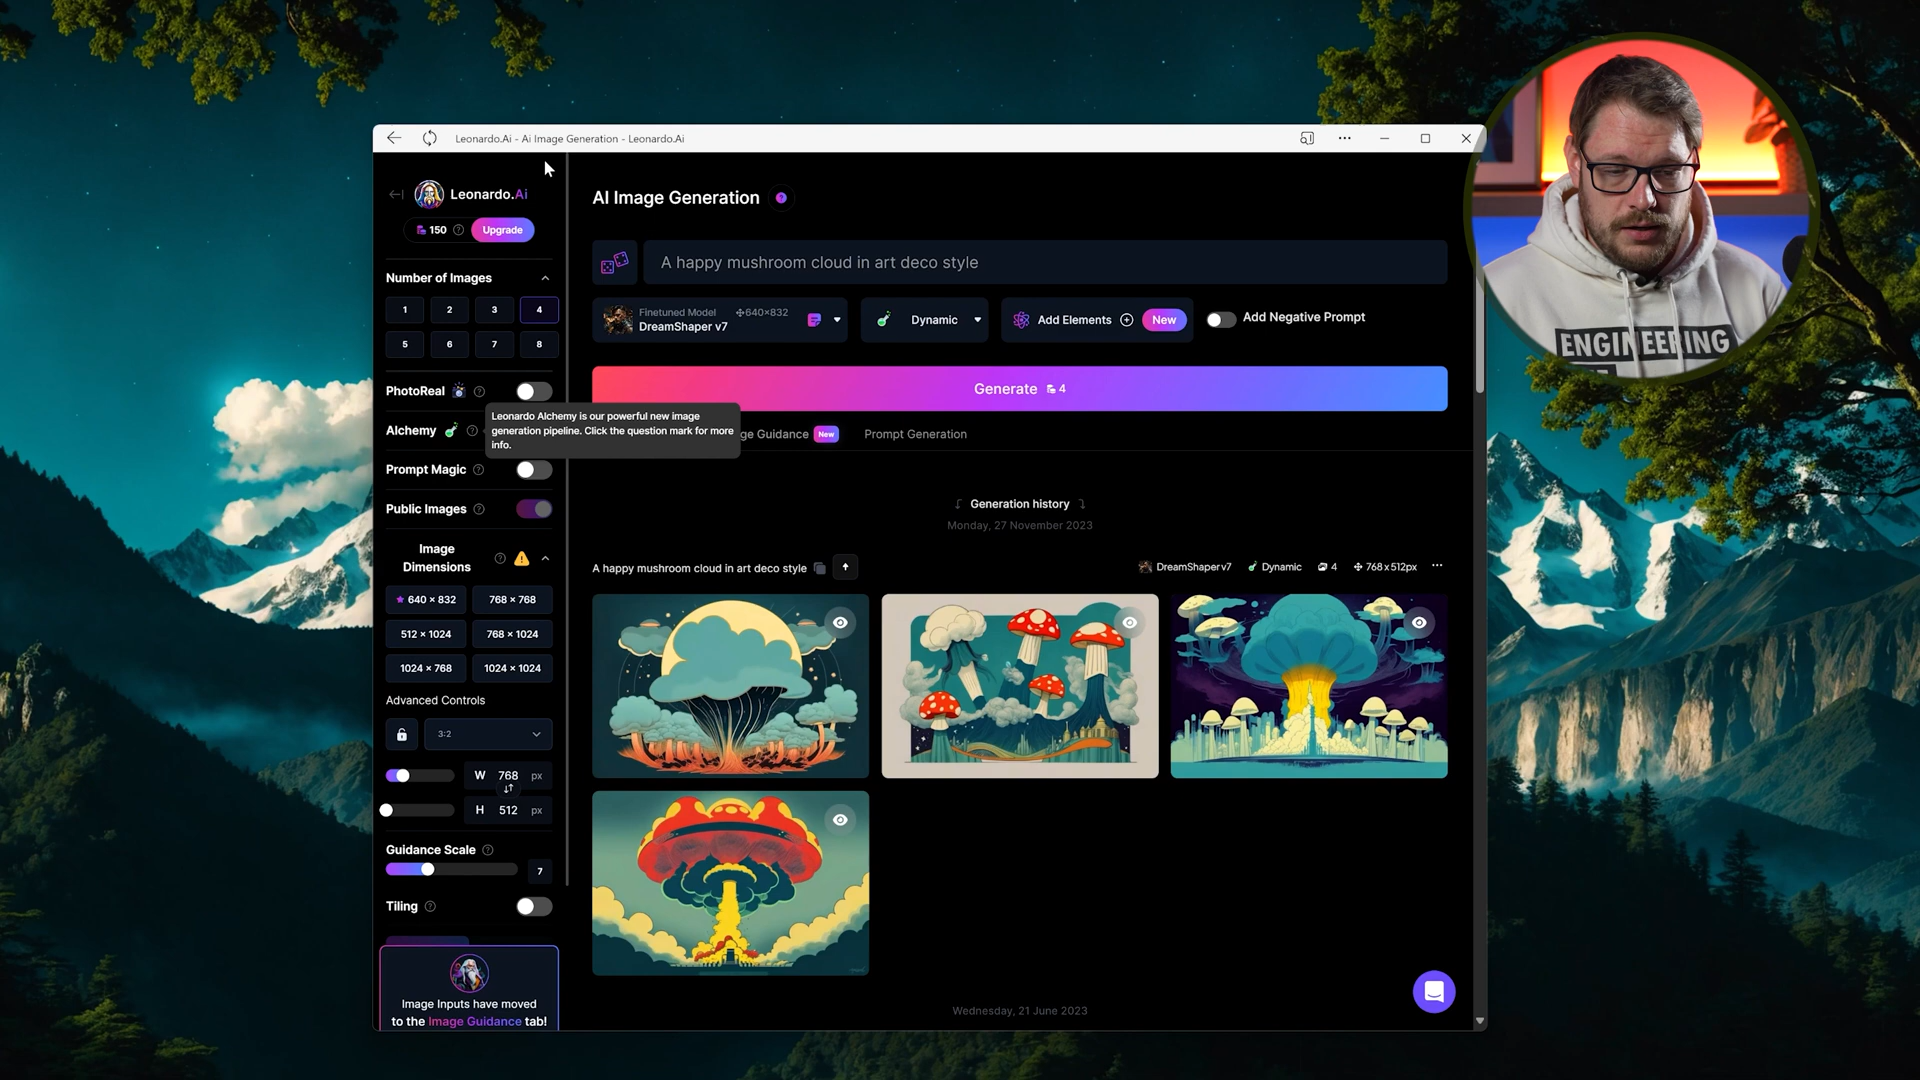 Leonardo.Ai - Ai Image Generation - Leonardo.Ai
Leonardo.Ai
150
Upgrade
Number of Images
1 2 3 4
5 6 7 8
PhotoReal
Leonardo Alchemy is our powerful new image
generation pipeline. Click the question mark for more
info.
Alchemy
Prompt Magic
Public Images
Image
Dimensions
640 × 832 768 × 768
512 × 1024 768 × 1024
1024 × 768 1024 × 1024
Advanced Controls
3:2
W 768 px
H 512 px
Guidance Scale
7
Tiling
Image Inputs have moved
to the Image Guidance tab!
AI Image Generation
A happy mushroom cloud in art deco style
Finetuned Model 640×832
DreamShaper v7
Dynamic
Add Elements New
Add Negative Prompt
Generate 4
ge Guidance New Prompt Generation
Generation history
Monday, 27 November 2023
A happy mushroom cloud in art deco style
DreamShaper v7 Dynamic 4 768 x 512px
Wednesday, 21 June 2023
ENGINEERING